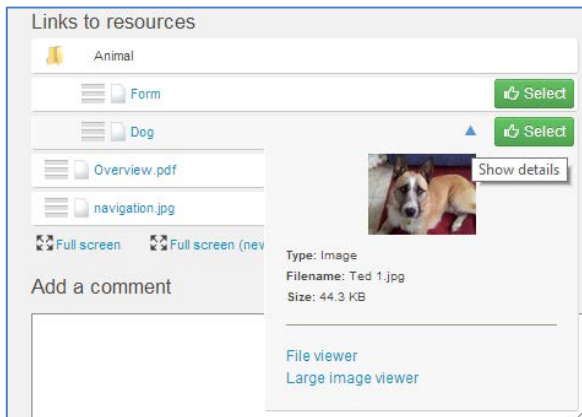 Links to resources
Animal
Form Select
Dog Select
Show details
Overview.pdf
navigation.jpg
Full screen Full screen (new
Type: Image
Filename: Ted 1.jpg
Size: 44.3 KB
Add a comment
File viewer
Large image viewer